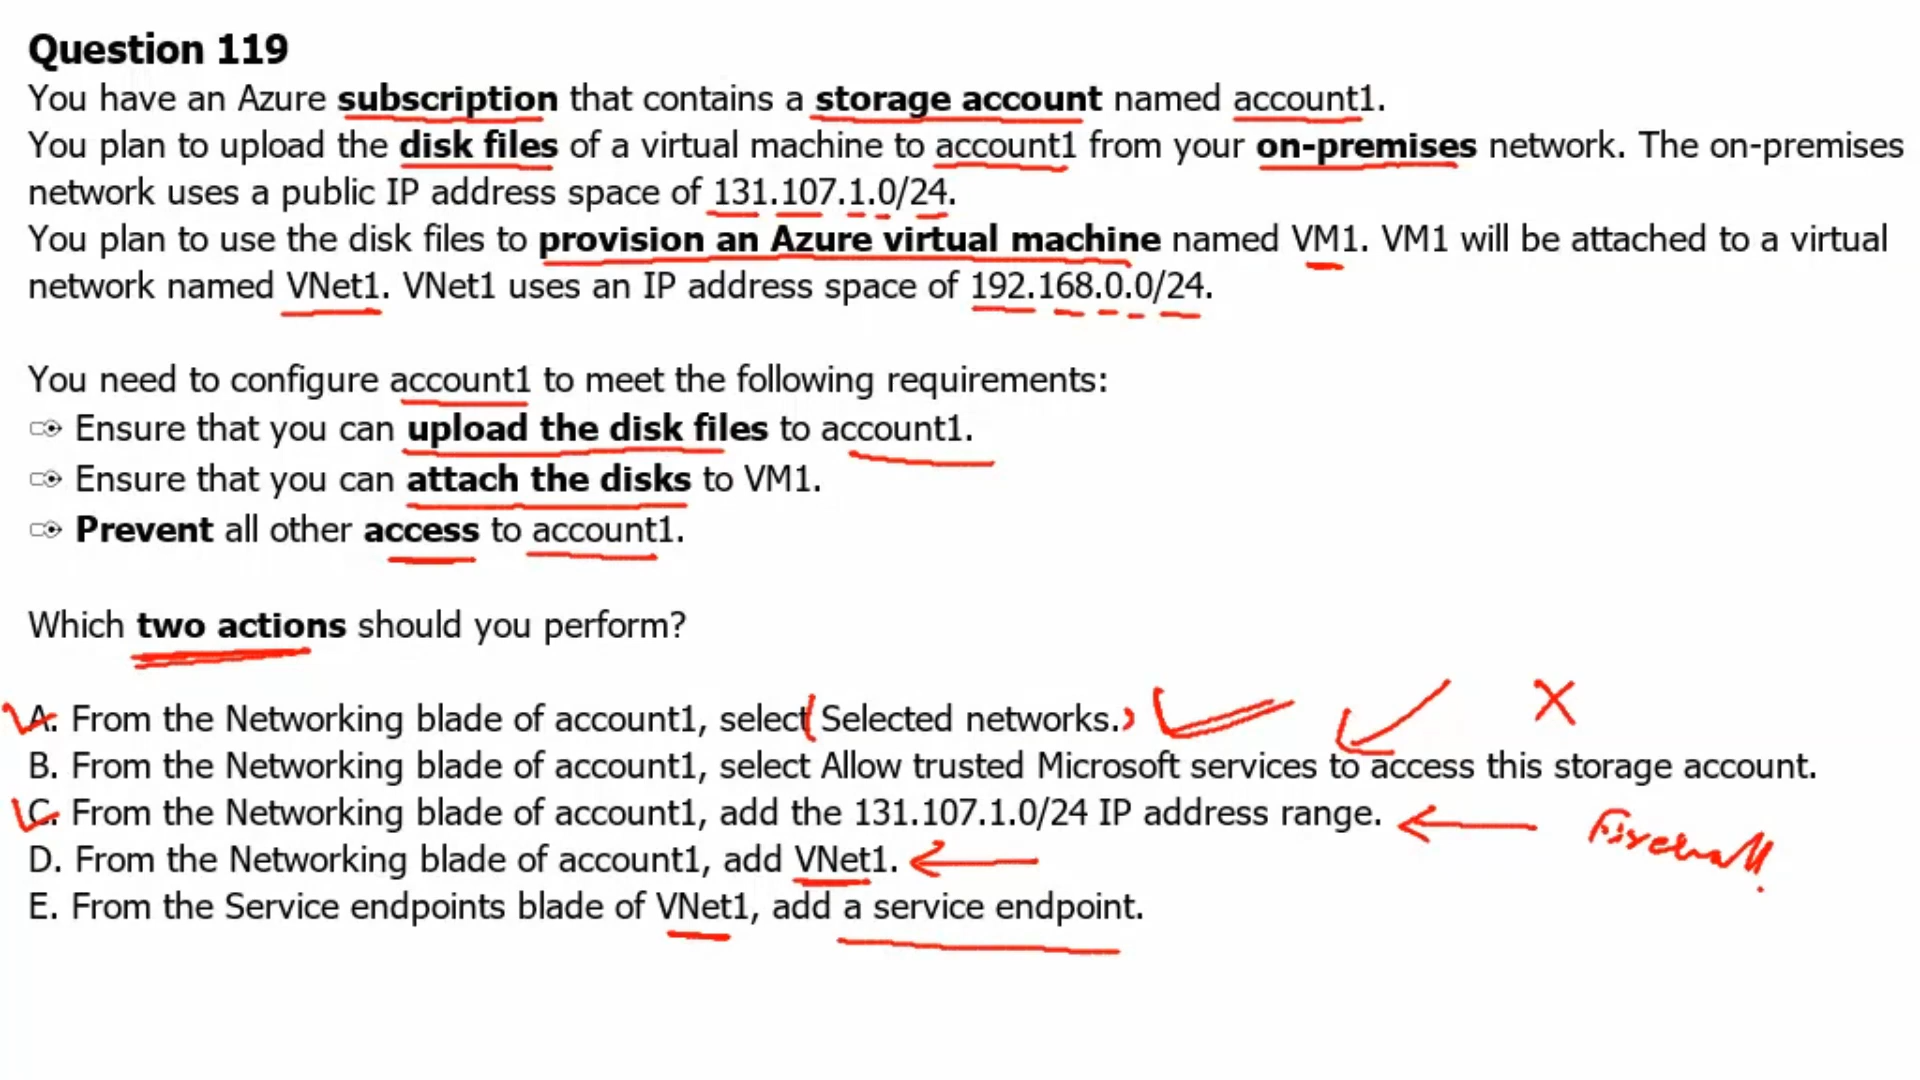 Question 119
You have an Azure subscription that contains a storage account named account1.
You plan to upload the disk files of a virtual machine to account1 from your on-premises network. The on-premises
network uses a public IP address space of 131.107.1.0/24.
You plan to use the disk files to provision an Azure virtual machine named VM1. VM1 will be attached to a virtual
network named VNet1. VNet1 uses an IP address space of 192.168.0.0/24.
You need to configure account1 to meet the following requirements:
Ensure that you can upload the disk files to account1.
Ensure that you can attach the disks to VM1.
Prevent all other access to account1.
Which two actions should you perform?
A. From the Networking blade of account1, select Selected networks.
B. From the Networking blade of account1, select Allow trusted Microsoft services to access this storage account.
C. From the Networking blade of account1, add the 131.107.1.0/24 IP address range.
Firewall
D. From the Networking blade of account1, add VNet1.
E. From the Service endpoints blade of VNet1, add a service endpoint.